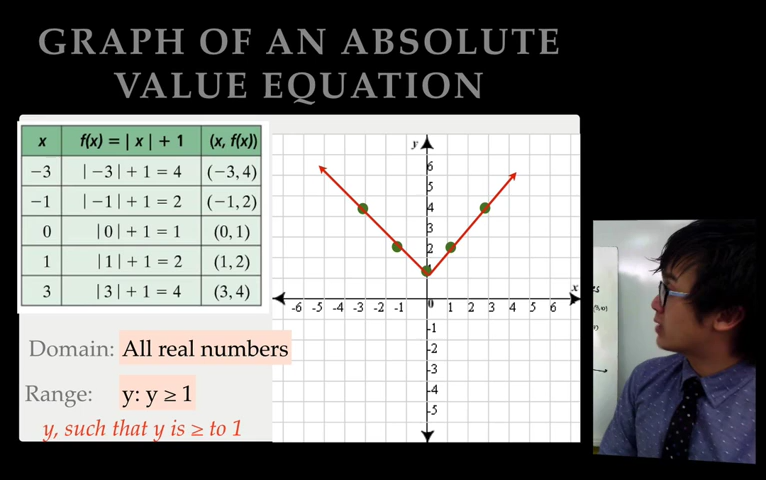 GRAPH OF AN ABSOLUTE
VALUE EQUATION
x f(x) = | x | + 1 (x, f(x))
−3 | −3 | + 1 = 4 (−3, 4)
−1 | −1 | + 1 = 2 (−1, 2)
0 | 0 | + 1 = 1 (0, 1)
1 | 1 | + 1 = 2 (1, 2)
3 | 3 | + 1 = 4 (3, 4)
Domain: All real numbers
Range: y: y ≥ 1
y, such that y is ≥ to 1
y
6
5
4
3
2
1
x
-6 -5 -4 -3 -2 -1 0 1 2 3 4 5 6
-1
-2
-3
-4
-5